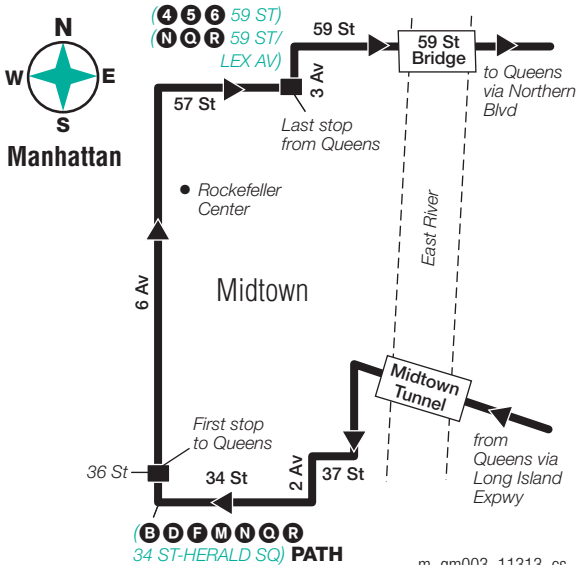 N
W E
S
Manhattan
(4 5 6 59 ST)
(N Q R 59 ST/
LEX AV)
59 St
59 St
Bridge
to Queens
via Northern
Blvd
57 St
3 Av
Last stop
from Queens
Rockefeller
Center
East River
6 Av
Midtown
Midtown
Tunnel
First stop
to Queens
from
Queens via
Long Island
Expwy
36 St
34 St
2 Av
37 St
(B D F M N Q R
34 ST-HERALD SQ) PATH